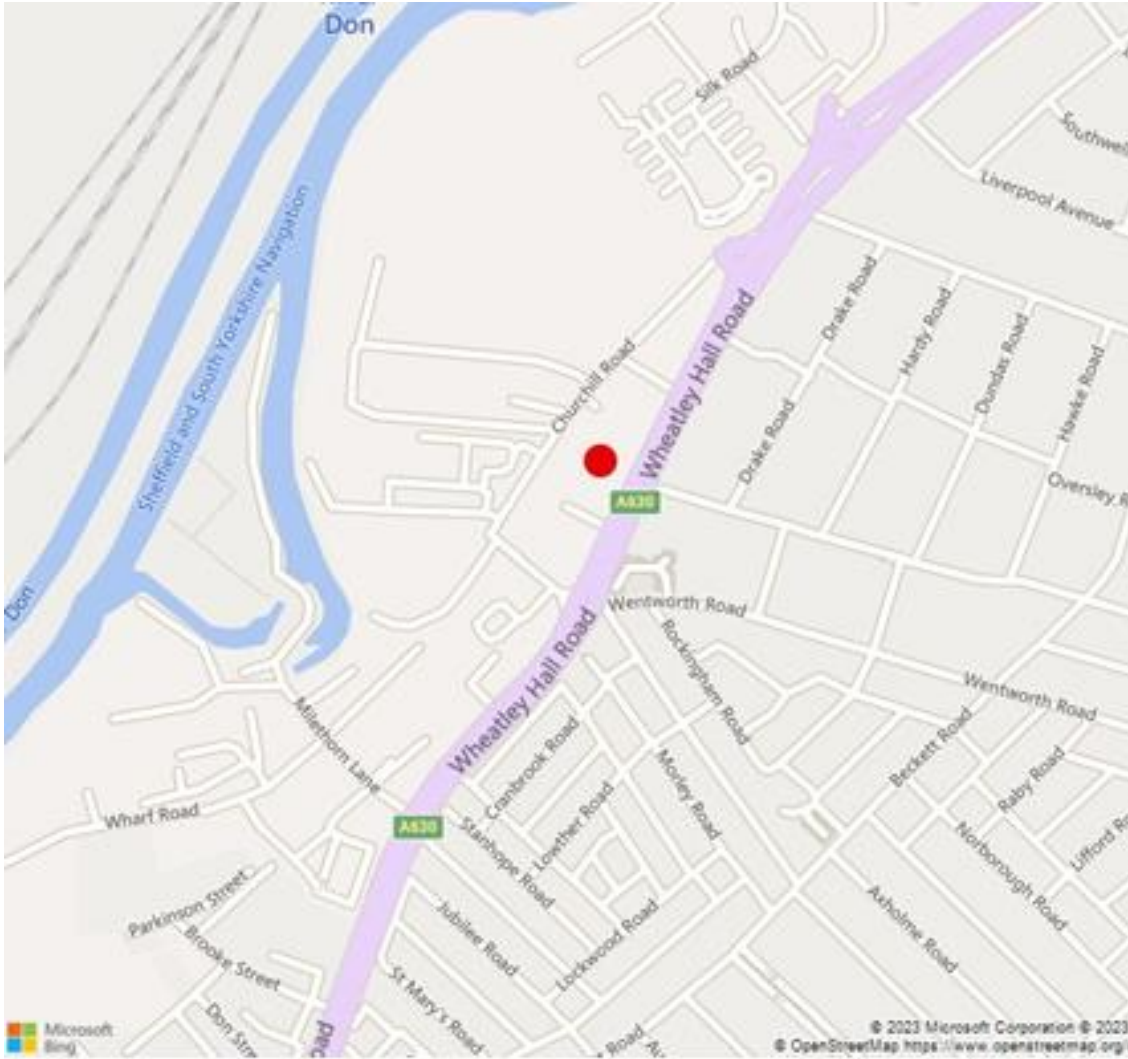 Don
Silk Road
Southwell
Liverpool Avenue
Sheffield and South Yorkshire Navigation
Drake Road
Hardy Road
Dundas Road
Hawke Road
Churchill Road
Wheatley Hall Road
Drake Road
Oversley R
A630
Don
Wentworth Road
Rockingham Road
Wheatley Hall Road
Wentworth Road
Milethorn Lane
Cranbrook Road
Morley Road
Beckett Road
Raby Road
Wharf Road
A630
Lowther Road
Stanhope Road
Norborough Road
Lifford Ro
Parkinson Street
Jubilee Road
Lockwood Road
Axholme Road
Brooke Street
St Mary's Road
Don Stre
oad
Road
Au
Microsoft
Bing
© 2023 Microsoft Corporation © 2023
© OpenStreetMap https://www.openstreetmap.org/